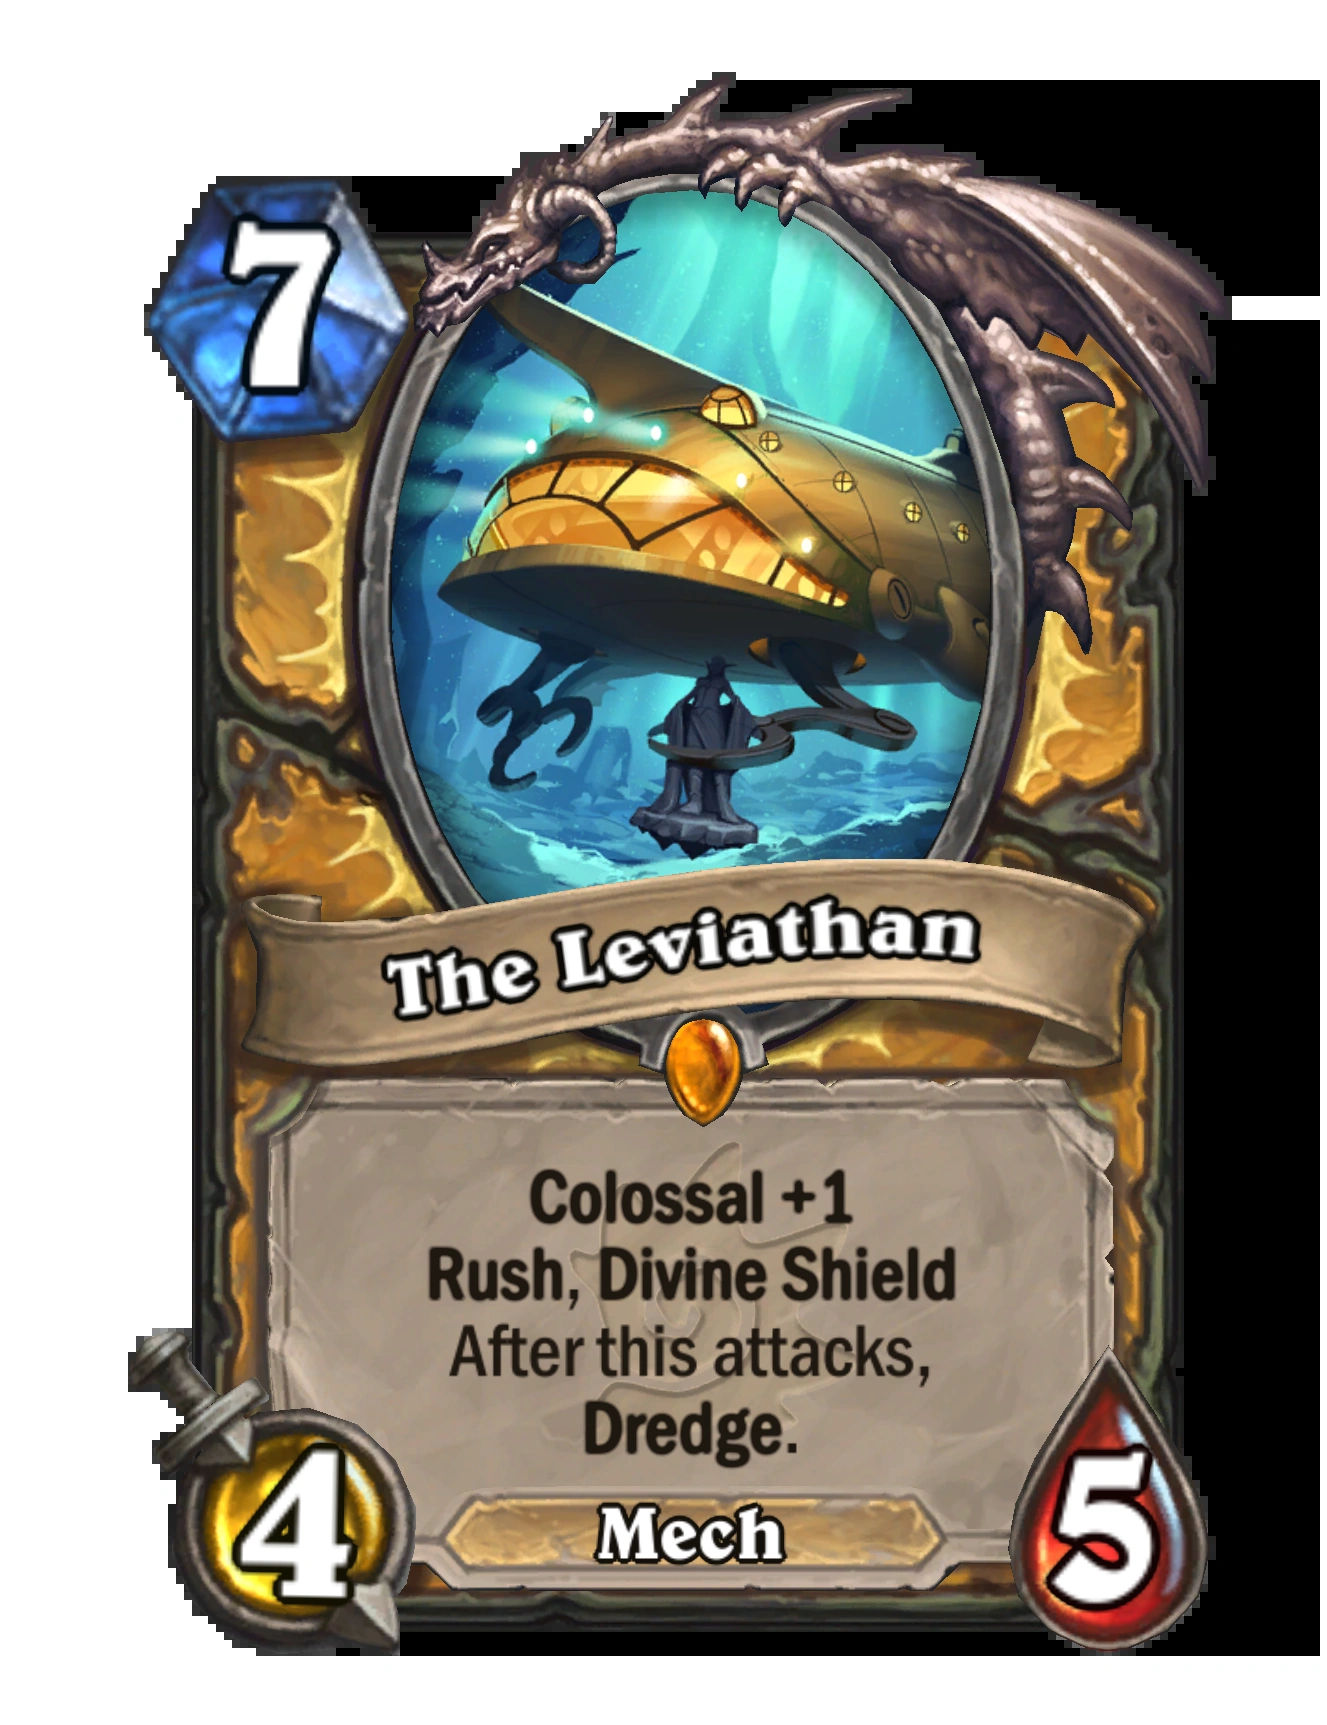 7
The Leviathan
Colossal +1
Rush, Divine Shield
After this attacks,
Dredge.
Mech
4
5